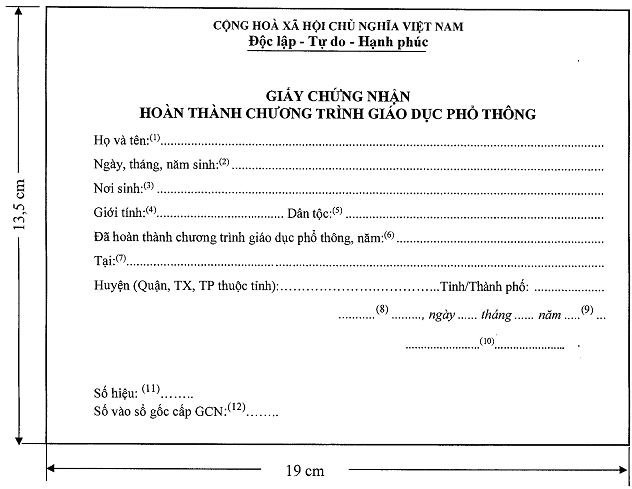 CỘNG HOÀ XÃ HỘI CHỦ NGHĨA VIỆT NAM
Độc lập - Tự do - Hạnh phúc
GIẤY CHỨNG NHẬN
HOÀN THÀNH CHƯƠNG TRÌNH GIÁO DỤC PHỔ THÔNG
Họ và tên:(1)..........................................................................................
Ngày, tháng, năm sinh:(2)..........................................................................
Nơi sinh:(3)..........................................................................................
Giới tính:(4)................................ Dân tộc:(5)................................................
Đã hoàn thành chương trình giáo dục phổ thông, năm:(6)........................................
Tại:(7)................................................................................................
Huyện (Quận, TX, TP thuộc tỉnh):........................................Tỉnh/Thành phố: ..................
...........(8) ........., ngày ...... tháng ...... năm .....(9) ...
....................(10)....................
Số hiệu: (11)........
Số vào sổ gốc cấp GCN:(12)........
13,5 cm
19 cm